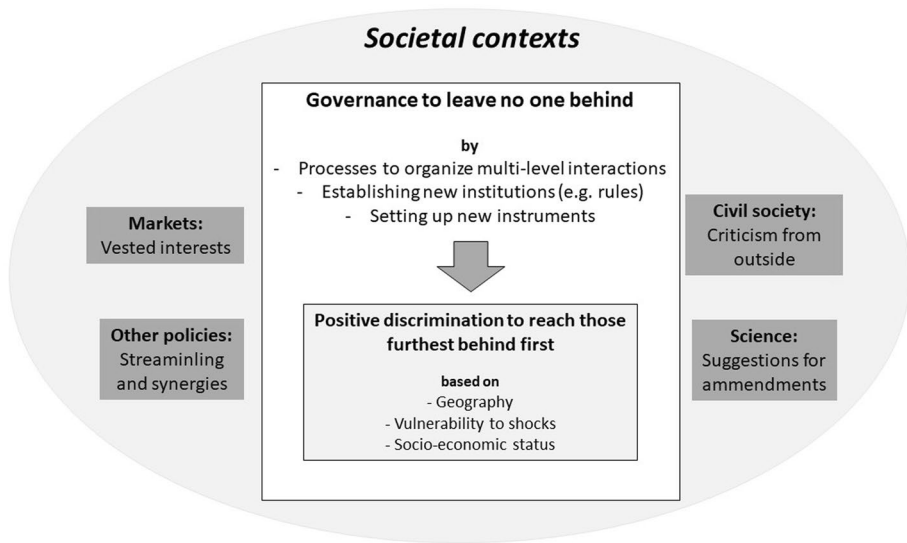 Societal contexts
Governance to leave no one behind
by
- Processes to organize multi-level interactions
- Establishing new institutions (e.g. rules)
- Setting up new instruments
Markets:
Vested interests
Other policies:
Streaminling
and synergies
Positive discrimination to reach those
furthest behind first
based on
- Geography
- Vulnerability to shocks
- Socio-economic status
Civil society:
Criticism from
outside
Science:
Suggestions for
ammendments